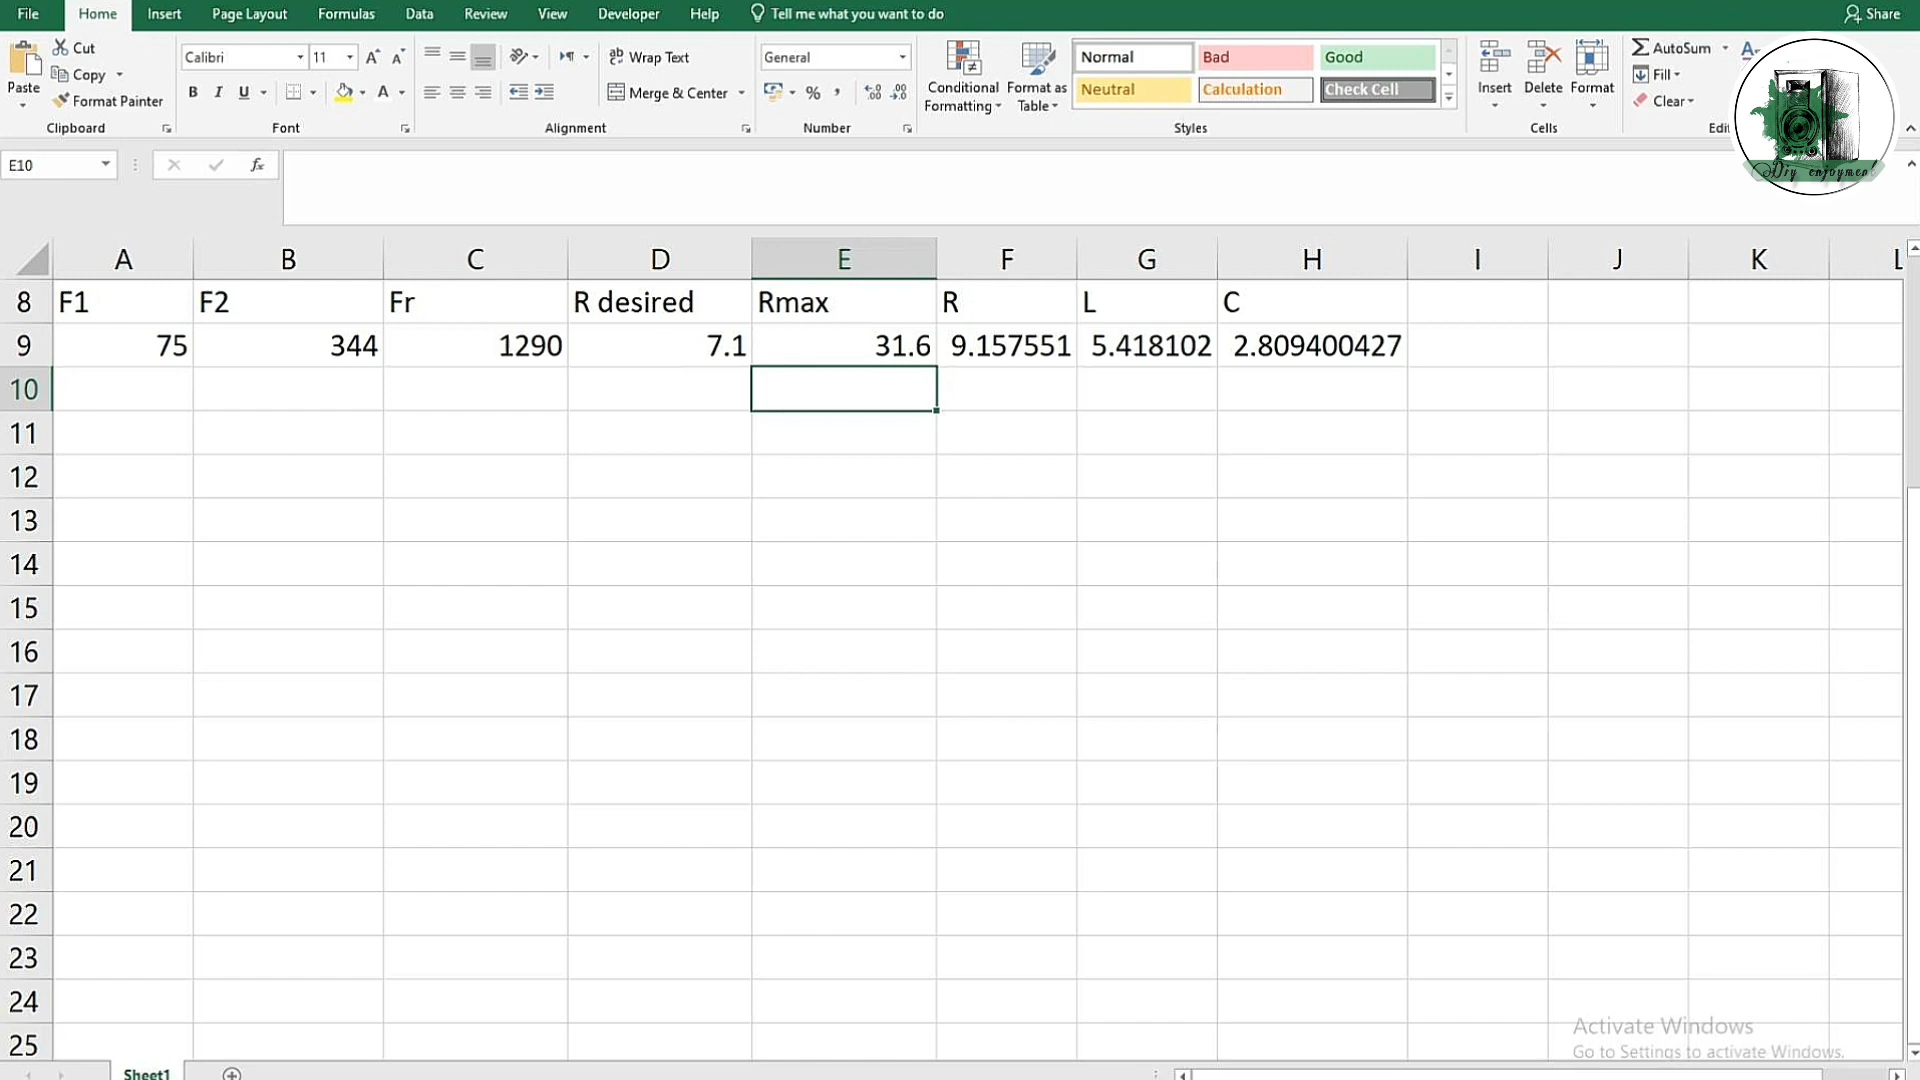 File Home Insert Page Layout Formulas Data Review View Developer Help Tell me what you want to do Share
Cut
Copy
Format Painter
Paste
Clipboard
Calibri 11
B I U
Font
Wrap Text
Merge & Center
Alignment
General
%
Number
Conditional Formatting
Format as Table
Normal Bad Good
Neutral Calculation Check Cell
Styles
Insert Delete Format
Cells
AutoSum
Fill
Clear
Diy enjoyment
E10
fx
A B C D E F G H I J K L
8 F1 F2 Fr R desired Rmax R L C
9 75 344 1290 7.1 31.6 9.157551 5.418102 2.809400427
10
11
12
13
14
15
16
17
18
19
20
21
22
23
24
25
Activate Windows
Go to Settings to activate Windows.
Sheet1